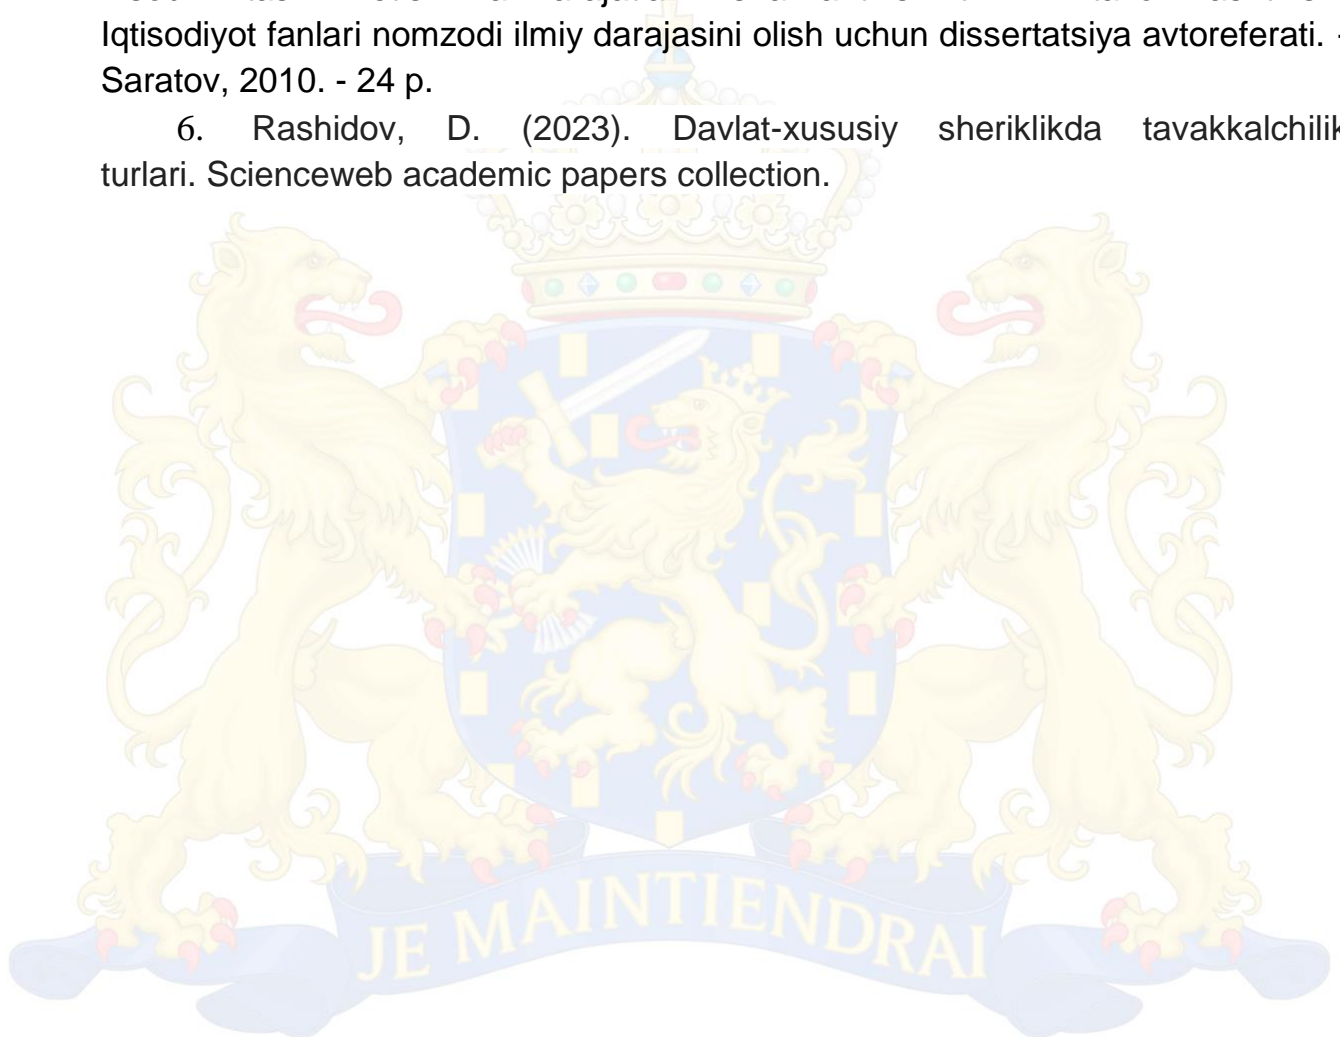 Iqtisodiyot fanlari nomzodi ilmiy darajasini olish uchun dissertatsiya avtoreferati. -
Saratov, 2010. - 24 p.
6. Rashidov, D. (2023). Davlat-xususiy sheriklikda tavakkalchilik
turlari. Scienceweb academic papers collection.
JE MAINTIENDRAI